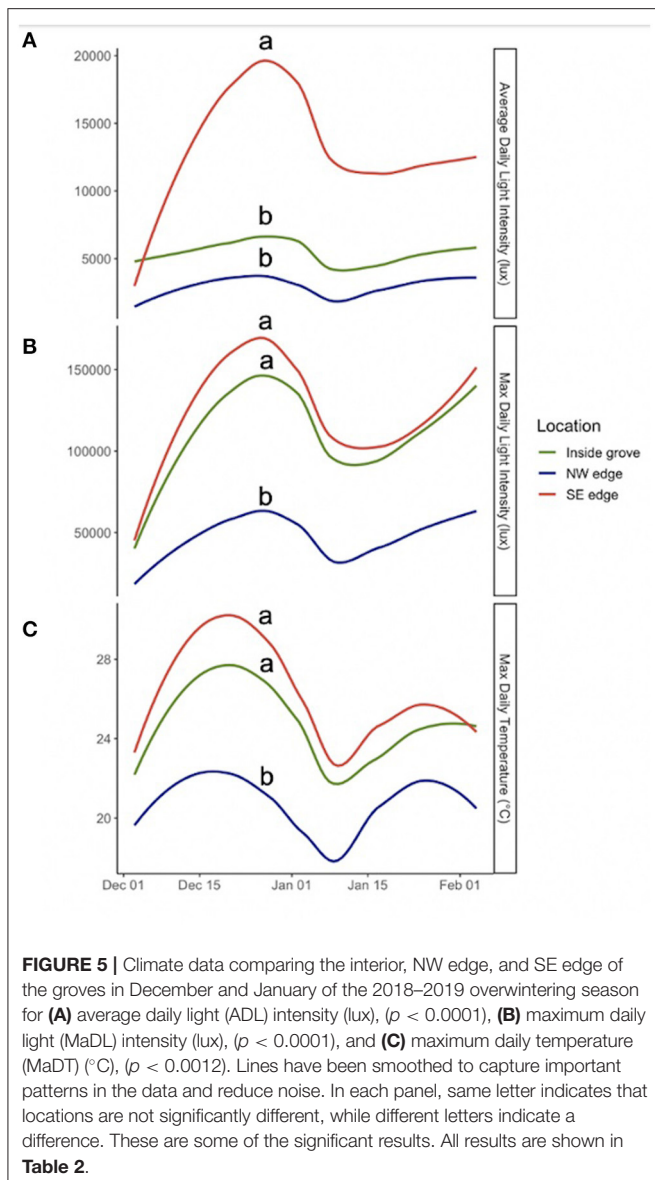 A
a
20000
15000
10000
5000
b
b
Average Daily Light Intensity (lux)
B
a
a
150000
100000
50000
b
Max Daily Light Intensity (lux)
Location
Inside grove
NW edge
SE edge
C
a
a
28
24
20
b
Max Daily Temperature (°C)
Dec 01 Dec 15 Jan 01 Jan 15 Feb 01
FIGURE 5 | Climate data comparing the interior, NW edge, and SE edge of
the groves in December and January of the 2018–2019 overwintering season
for (A) average daily light (ADL) intensity (lux), (p < 0.0001), (B) maximum daily
light (MaDL) intensity (lux), (p < 0.0001), and (C) maximum daily temperature
(MaDT) (°C), (p < 0.0012). Lines have been smoothed to capture important
patterns in the data and reduce noise. In each panel, same letter indicates that
locations are not significantly different, while different letters indicate a
difference. These are some of the significant results. All results are shown in
Table 2.